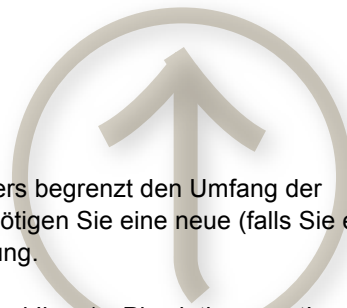 ers begrenzt den Umfang der
ötigen Sie eine neue (falls Sie e
ung.